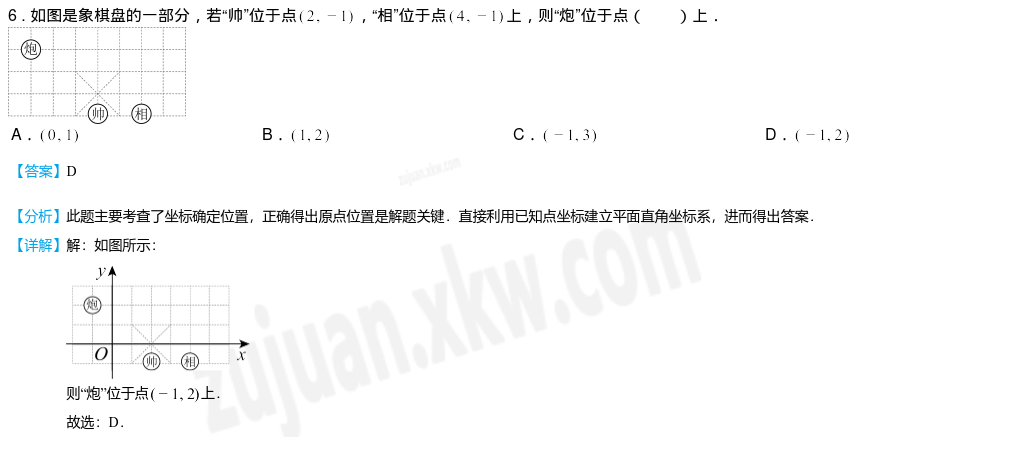 6．如图是象棋盘的一部分，若“帅”位于点(2，－1)，“相”位于点(4，－1)上，则“炮”位于点（　　）上．
炮
帅 相
A．(0，1) B．(1，2) C．(－1，3) D．(－1，2)
【答案】D
zujuan.xkw.com
【分析】此题主要考查了坐标确定位置，正确得出原点位置是解题关键．直接利用已知点坐标建立平面直角坐标系，进而得出答案．
【详解】解：如图所示：
zujuan.xkw.com
y
炮
O x
帅 相
则“炮”位于点(－1, 2)上．
故选：D．